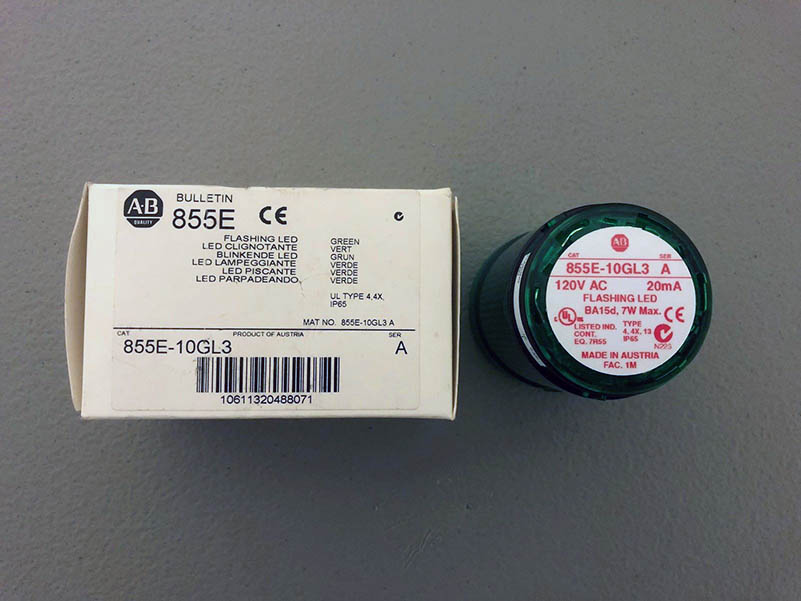 A-B
QUALITY
BULLETIN
855E CE
FLASHING LED GREEN
LED CLIGNOTANTE VERT
BLINKENDE LED GRUN
LED LAMPEGGIANTE VERDE
LED PISCANTE VERDE
LED PARPADEANDO VERDE
UL TYPE 4,4X,
IP65
MAT NO. 855E-10GL3 A
CAT PRODUCT OF AUSTRIA SER
855E-10GL3 A
10611320488071
AB
CAT SER
855E-10GL3 A
120V AC 20mA
FLASHING LED
BA15d, 7W Max. CE
UL US
LISTED IND.
CONT.
EQ. 7R55
TYPE
4, 4X, 13
IP65
N223
MADE IN AUSTRIA
FAC. 1M